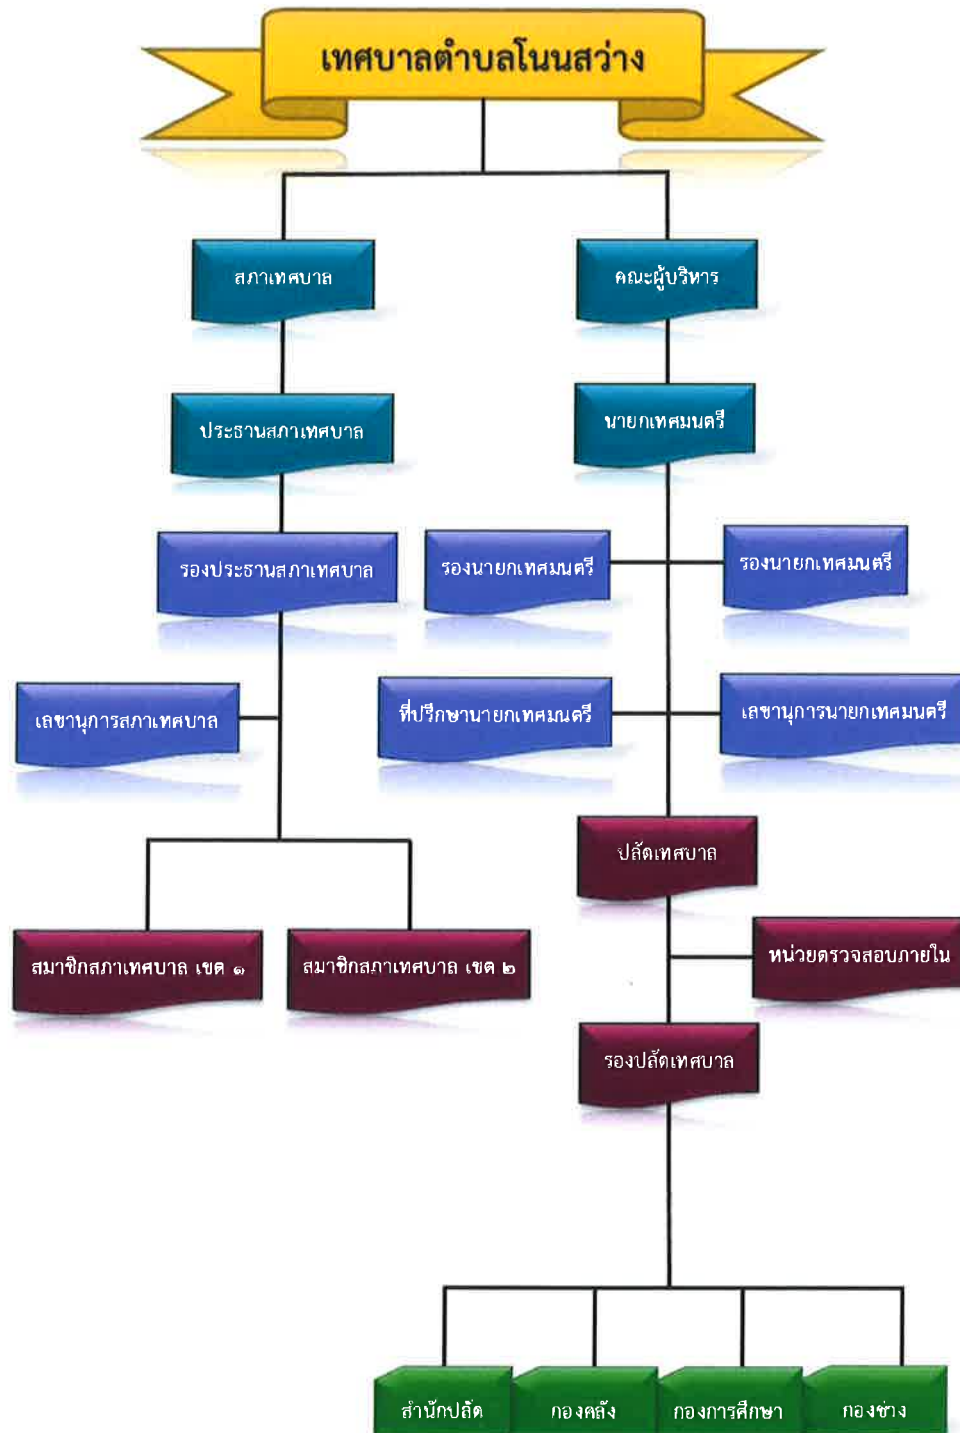 เทศบาลตำบลโนนสว่าง
สภาเทศบาล
คณะผู้บริหาร
ประธานสภาเทศบาล
นายกเทศมนตรี
รองประธานสภาเทศบาล
รองนายกเทศมนตรี
รองนายกเทศมนตรี
เลขานุการสภาเทศบาล
ที่ปรึกษานายกเทศมนตรี
เลขานุการนายกเทศมนตรี
ปลัดเทศบาล
สมาชิกสภาเทศบาล เขต ๑
สมาชิกสภาเทศบาล เขต ๒
หน่วยตรวจสอบภายใน
รองปลัดเทศบาล
สำนักปลัด
กองคลัง
กองการศึกษา
กองช่าง